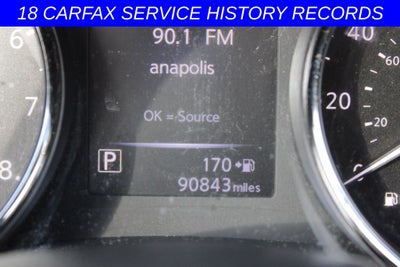 18 CARFAX SERVICE HISTORY RECORDS
90.1 FM
anapolis
OK = Source
P
170
90843 miles
6
7
8
40
60
20
20
0